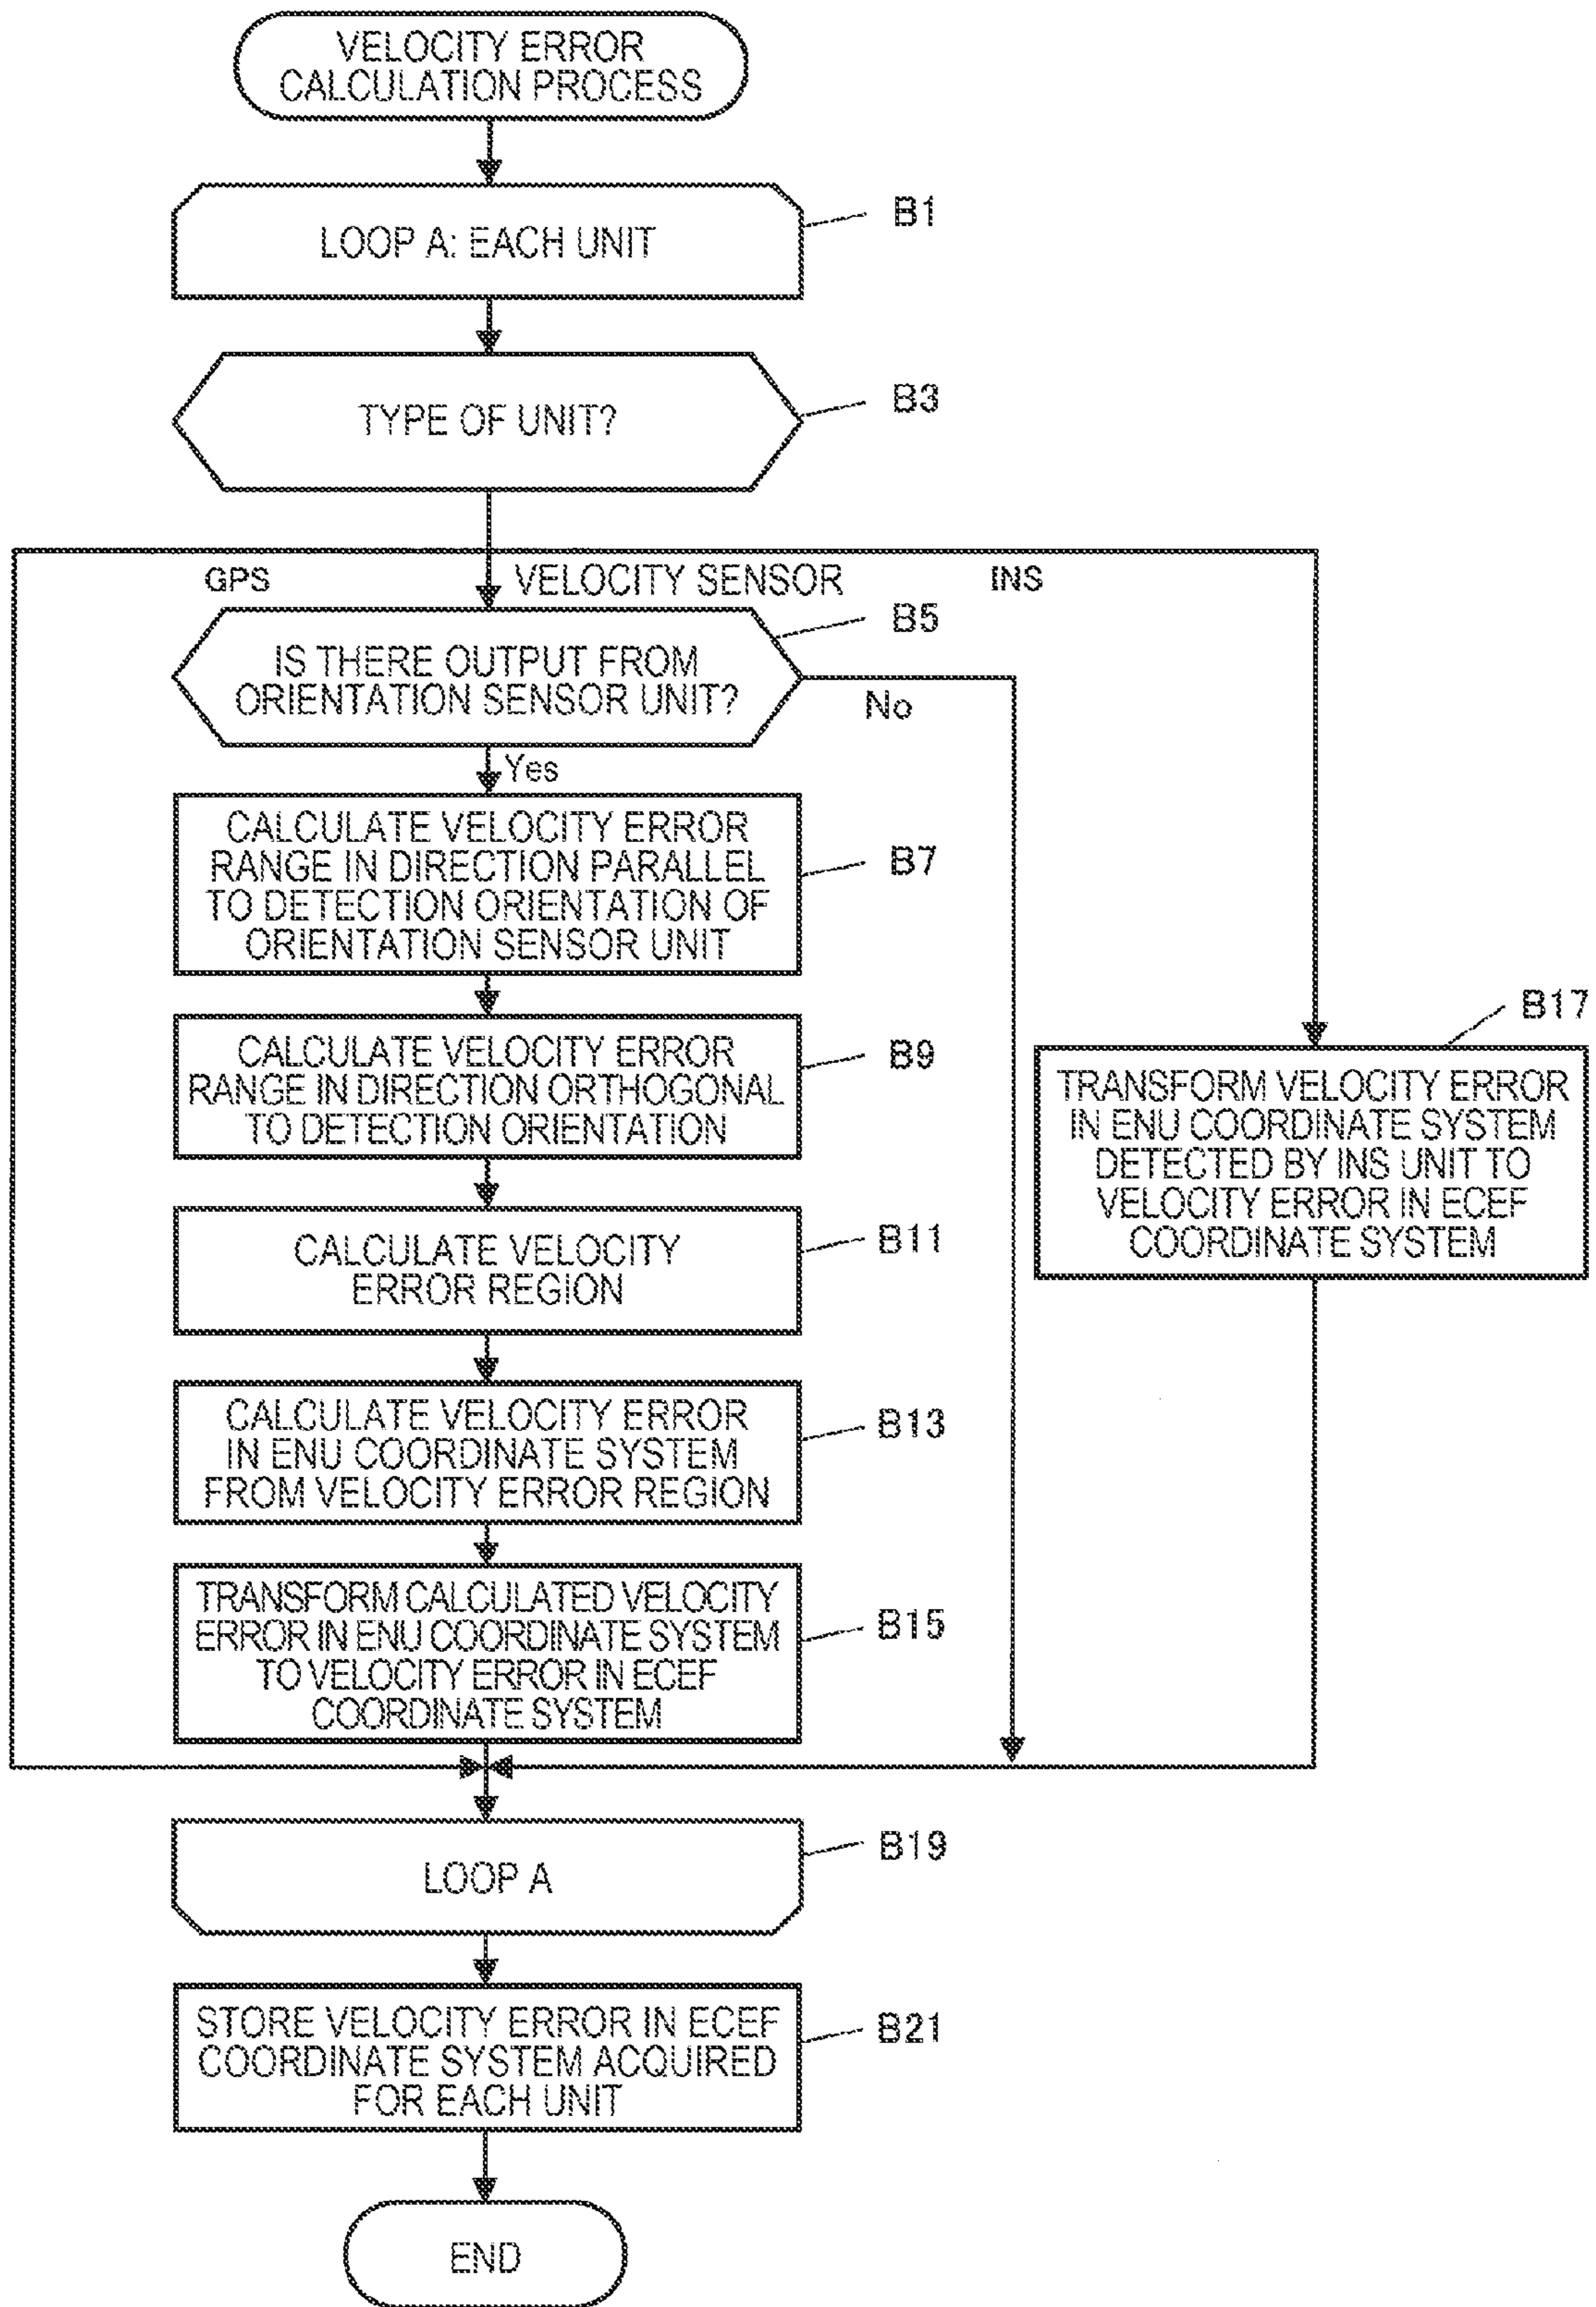 VELOCITY ERROR
CALCULATION PROCESS
B1
LOOP A: EACH UNIT
B3
TYPE OF UNIT?
GPS
VELOCITY SENSOR
INS
B5
IS THERE OUTPUT FROM
ORIENTATION SENSOR UNIT?
No
Yes
CALCULATE VELOCITY ERROR
RANGE IN DIRECTION PARALLEL
TO DETECTION ORIENTATION OF
ORIENTATION SENSOR UNIT
B7
CALCULATE VELOCITY ERROR
RANGE IN DIRECTION ORTHOGONAL
TO DETECTION ORIENTATION
B9
B17
TRANSFORM VELOCITY ERROR
IN ENU COORDINATE SYSTEM
DETECTED BY INS UNIT TO
VELOCITY ERROR IN ECEF
COORDINATE SYSTEM
CALCULATE VELOCITY
ERROR REGION
B11
CALCULATE VELOCITY ERROR
IN ENU COORDINATE SYSTEM
FROM VELOCITY ERROR REGION
B13
TRANSFORM CALCULATED VELOCITY
ERROR IN ENU COORDINATE SYSTEM
TO VELOCITY ERROR IN ECEF
COORDINATE SYSTEM
B15
LOOP A
B19
STORE VELOCITY ERROR IN ECEF
COORDINATE SYSTEM ACQUIRED
FOR EACH UNIT
B21
END